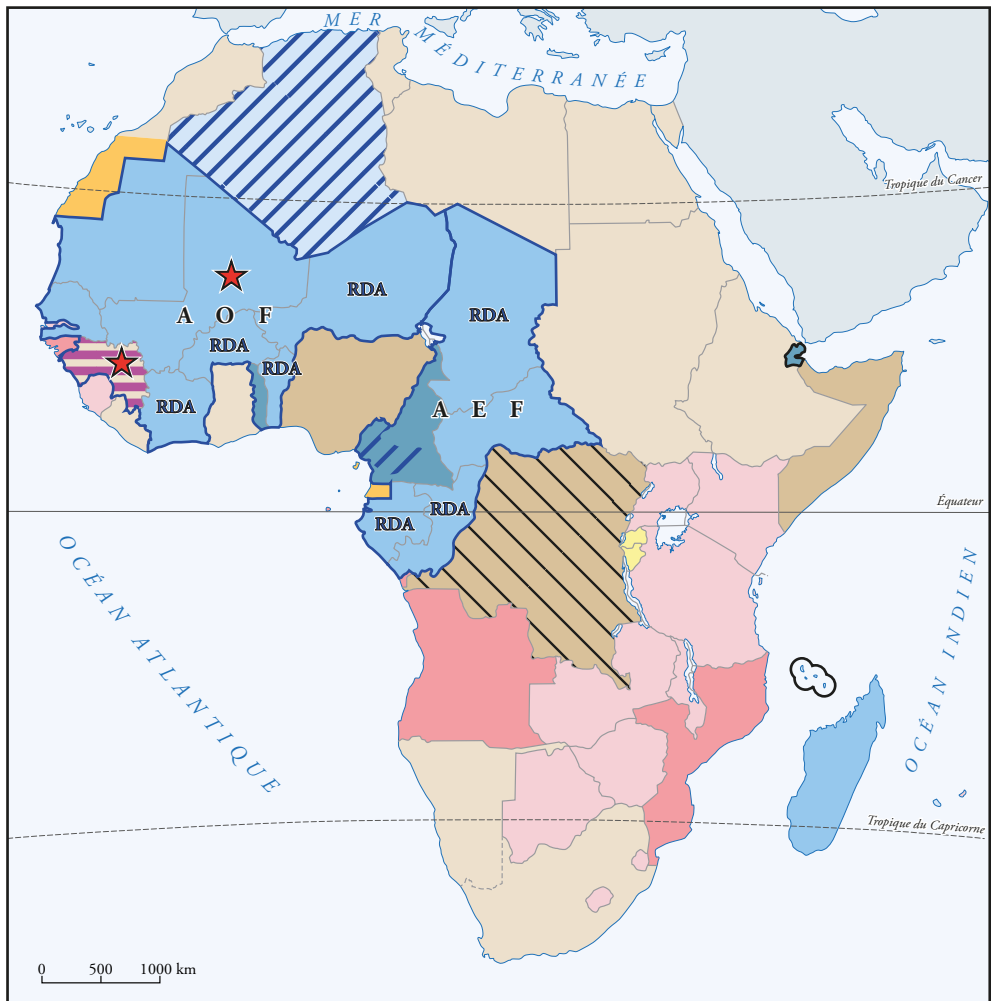 MER
MÉDITERRANÉE
Tropique du Cancer
RDA
A O F
RDA
RDA
RDA
RDA
A E F
Équateur
RDA
RDA
OCÉAN ATLANTIQUE
OCÉAN INDIEN
Tropique du Capricorne
0 500 1000 km